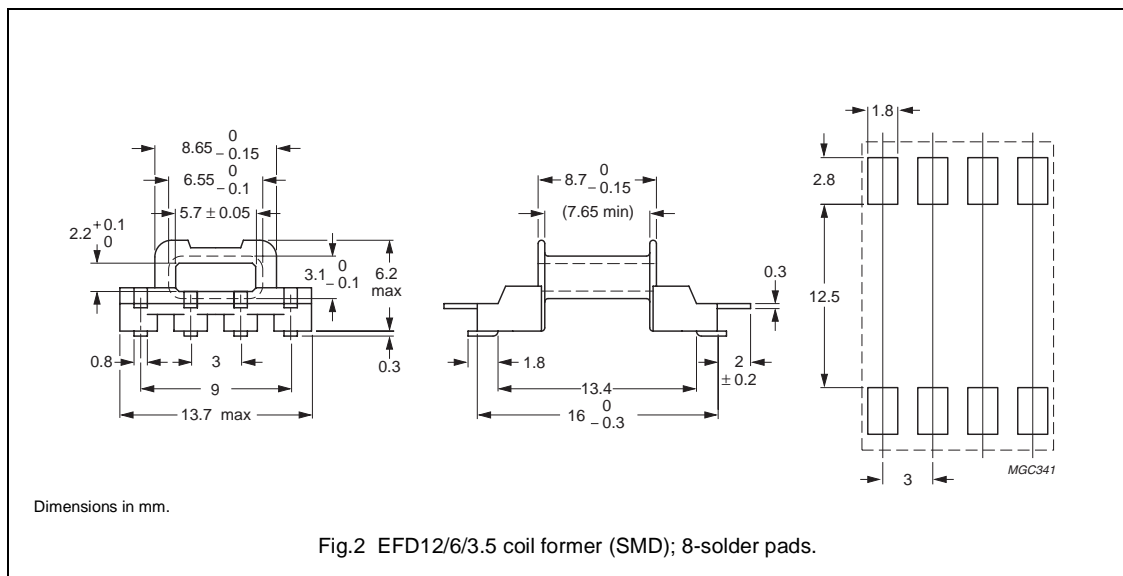 8.65 0 − 0.15
6.55 0 − 0.1
5.7 ± 0.05
2.2 +0.1 0
3.1 0 − 0.1
6.2 max
0.8
3
0.3
9
13.7 max
8.7 0 − 0.15
(7.65 min)
0.3
1.8
2 ± 0.2
13.4
16 0 − 0.3
1.8
2.8
12.5
3
MGC341
Dimensions in mm.
Fig.2 EFD12/6/3.5 coil former (SMD); 8-solder pads.